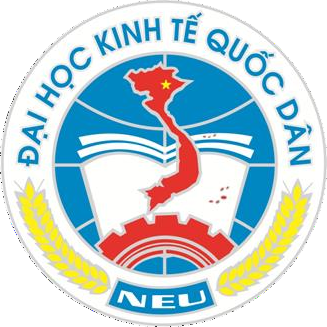 ĐẠI HỌC KINH TẾ QUỐC DÂN
NEU